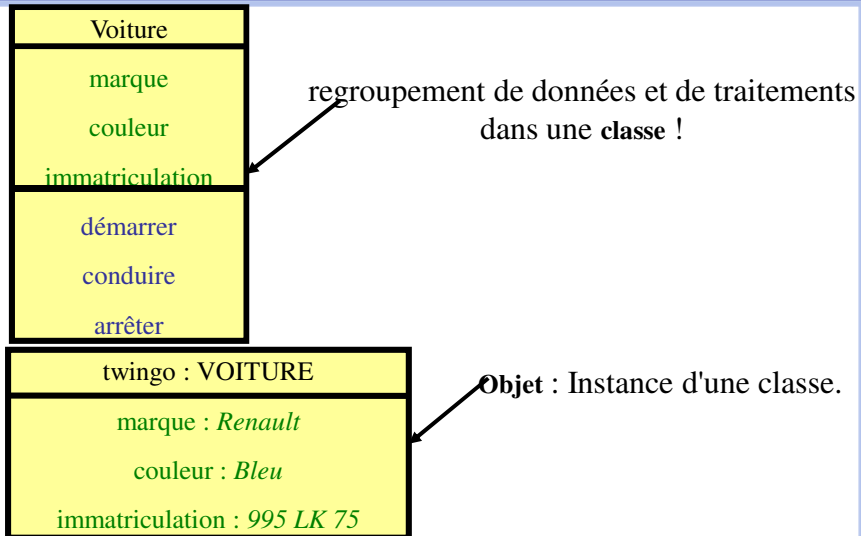 Voiture
marque
couleur
immatriculation
démarrer
conduire
arrêter
regroupement de données et de traitements
dans une classe !
twingo : VOITURE
marque : Renault
couleur : Bleu
immatriculation : 995 LK 75
Objet : Instance d'une classe.